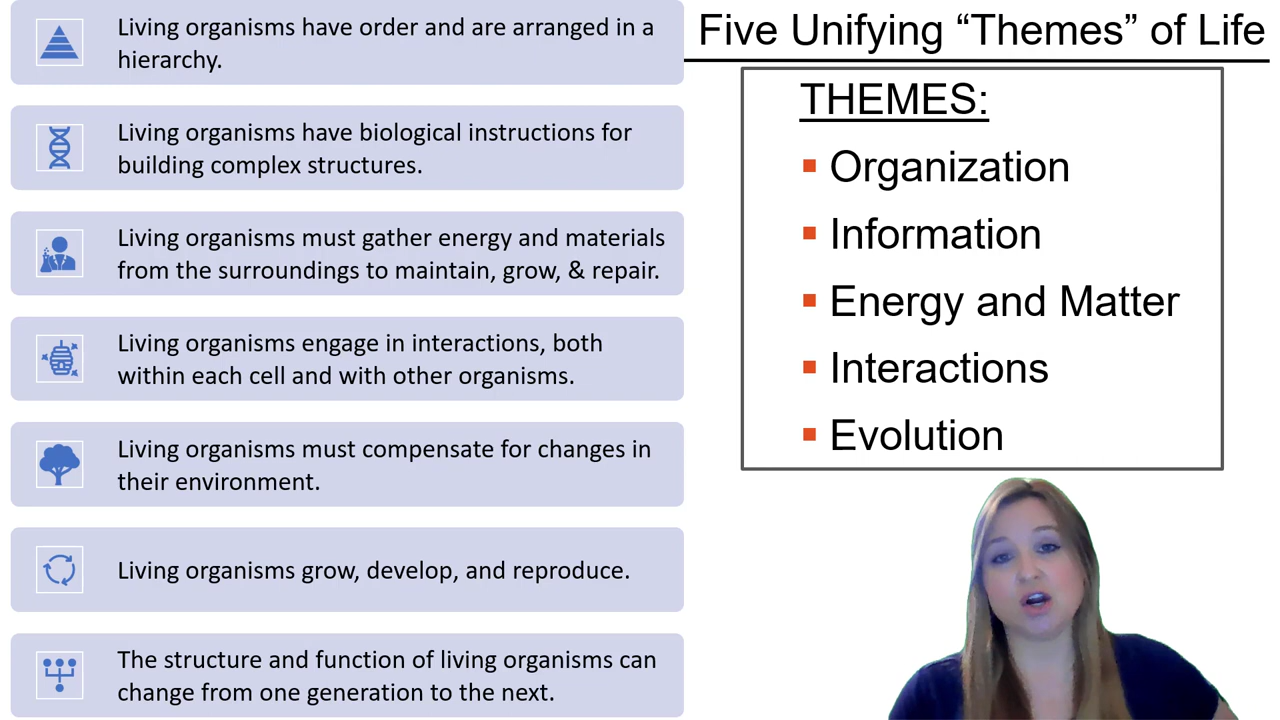 Living organisms have order and are arranged in a
hierarchy.
Living organisms have biological instructions for
building complex structures.
Living organisms must gather energy and materials
from the surroundings to maintain, grow, & repair.
Living organisms engage in interactions, both
within each cell and with other organisms.
Living organisms must compensate for changes in
their environment.
Living organisms grow, develop, and reproduce.
The structure and function of living organisms can
change from one generation to the next.
Five Unifying “Themes” of Life
THEMES:
Organization
Information
Energy and Matter
Interactions
Evolution